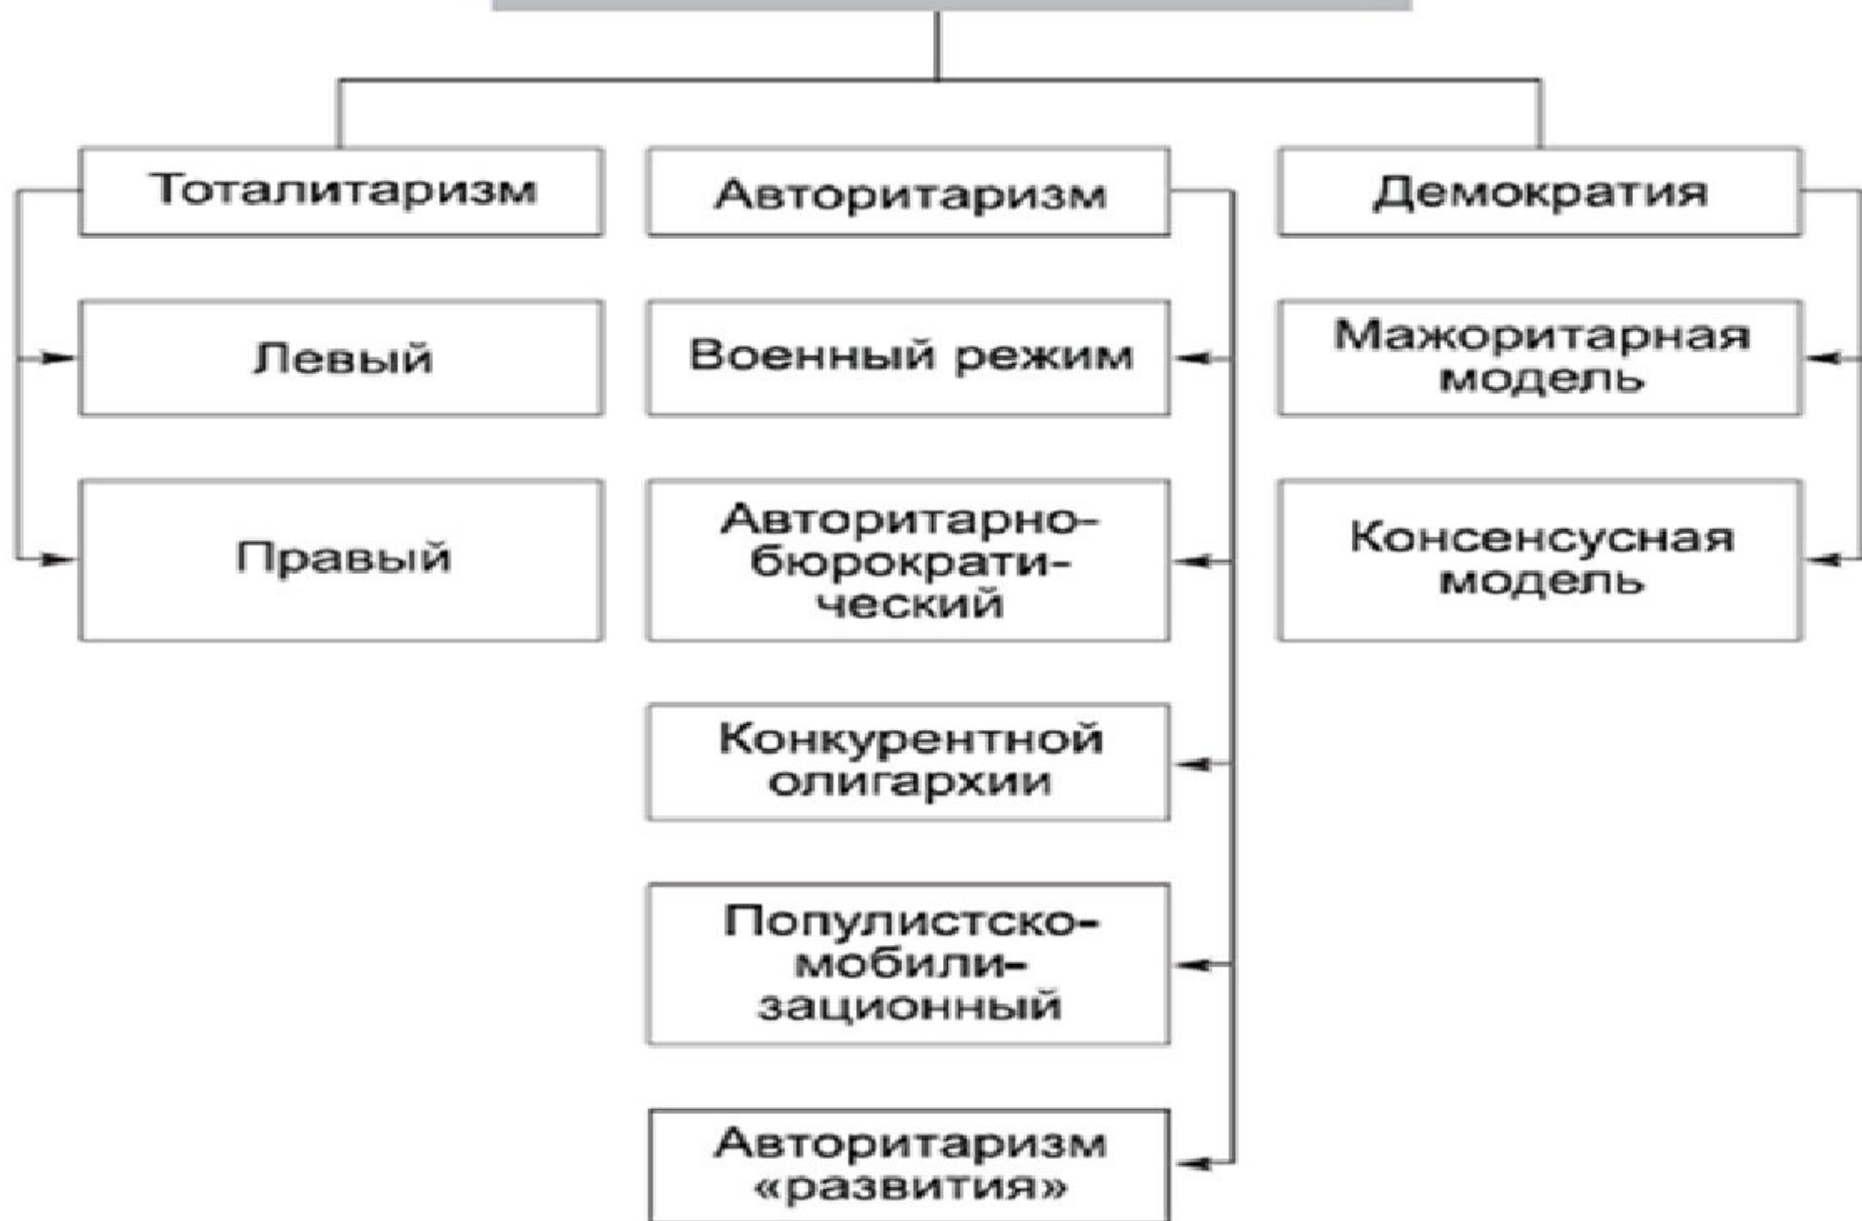 Тоталитаризм
Авторитаризм
Демократия
Левый
Военный режим
Мажоритарная
модель
Правый
Авторитарно-
бюрократи-
ческий
Консенсусная
модель
Конкурентной
олигархии
Популистско-
мобили-
зационный
Авторитаризм
«развития»